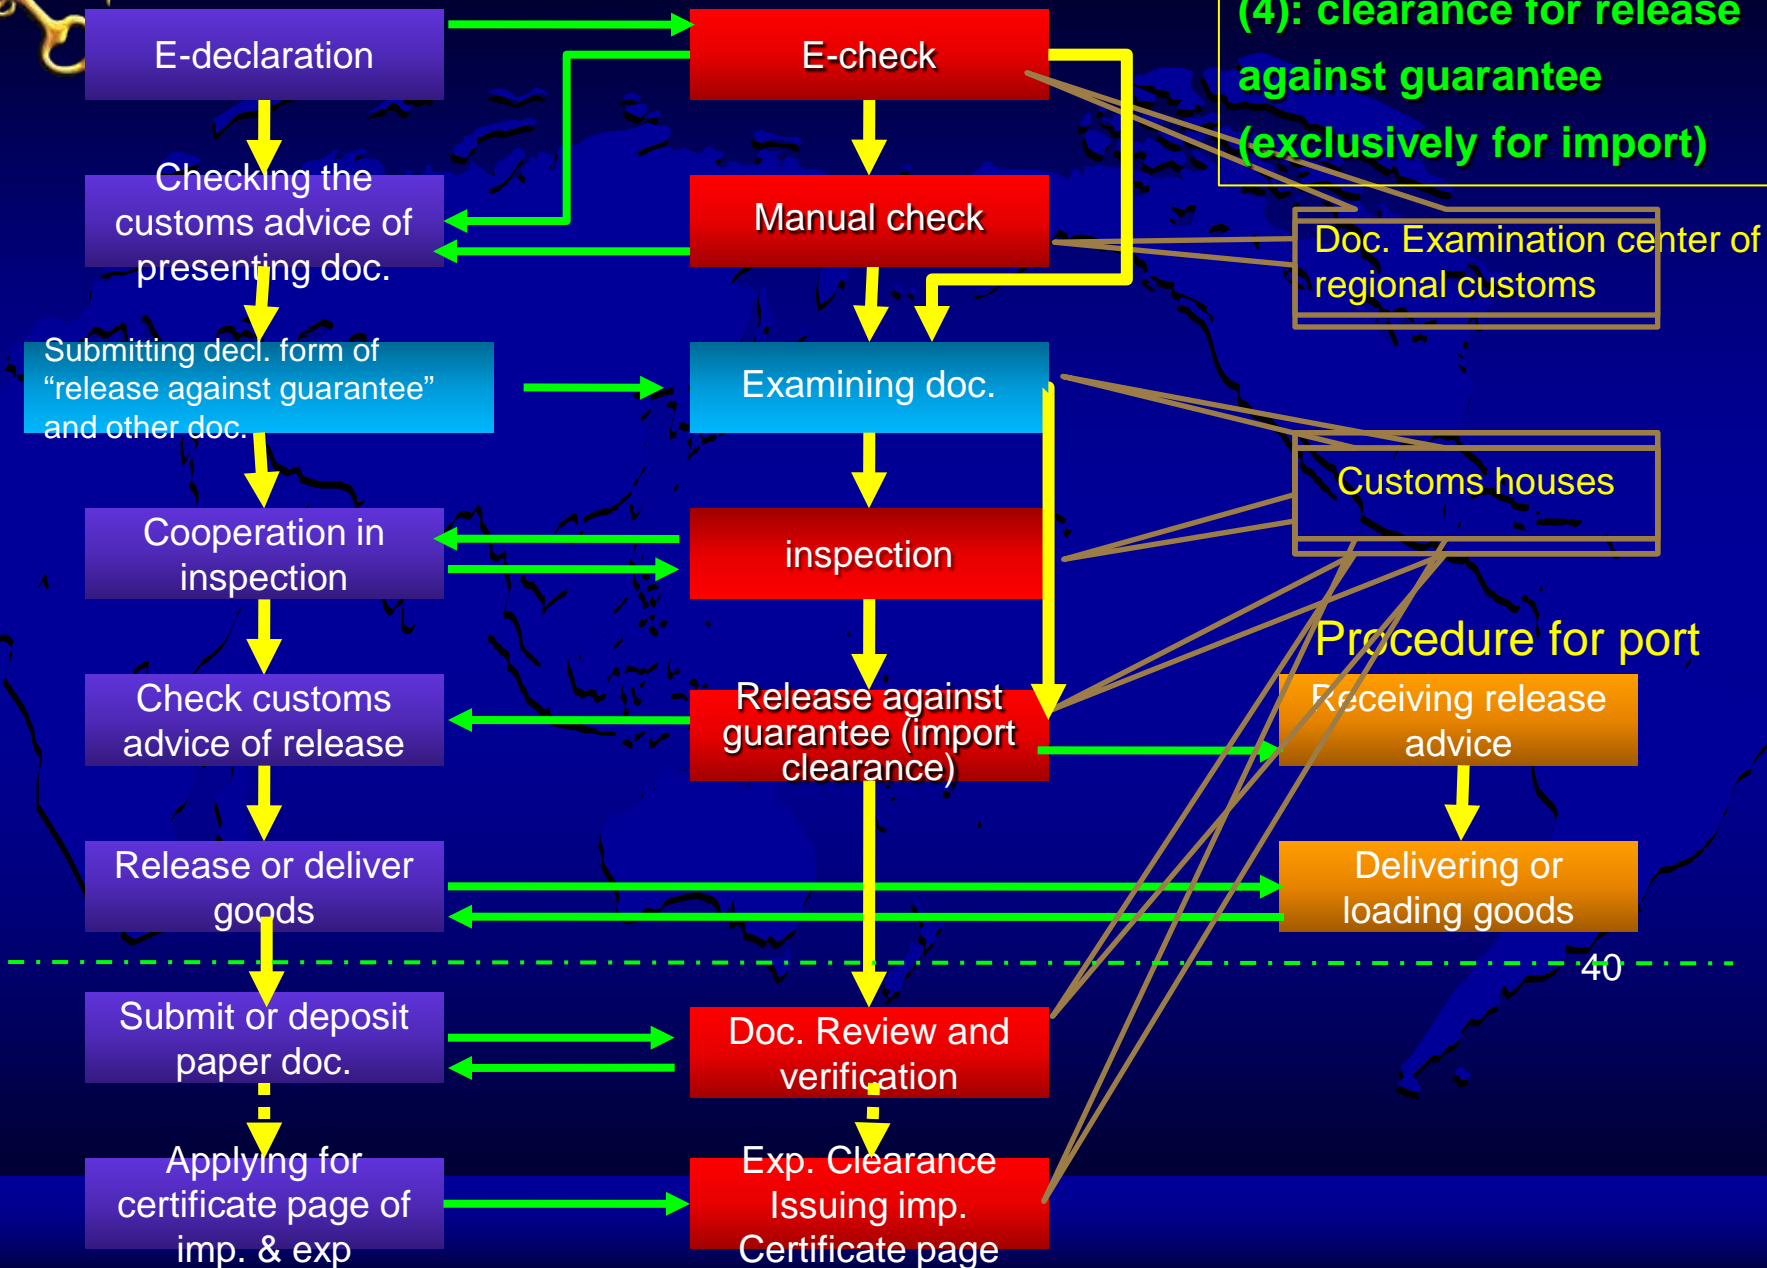 (4): clearance for release
against guarantee
(exclusively for import)
E-declaration
E-check
Checking the
customs advice of
presenting doc.
Manual check
Doc. Examination center of
regional customs
Submitting decl. form of
“release against guarantee”
and other doc.
Examining doc.
Customs houses
Cooperation in
inspection
inspection
Procedure for port
Check customs
advice of release
Release against
guarantee (import
clearance)
Receiving release
advice
Release or deliver
goods
Delivering or
loading goods
40
Submit or deposit
paper doc.
Doc. Review and
verification
Applying for
certificate page of
imp. & exp
Exp. Clearance
Issuing imp.
Certificate page